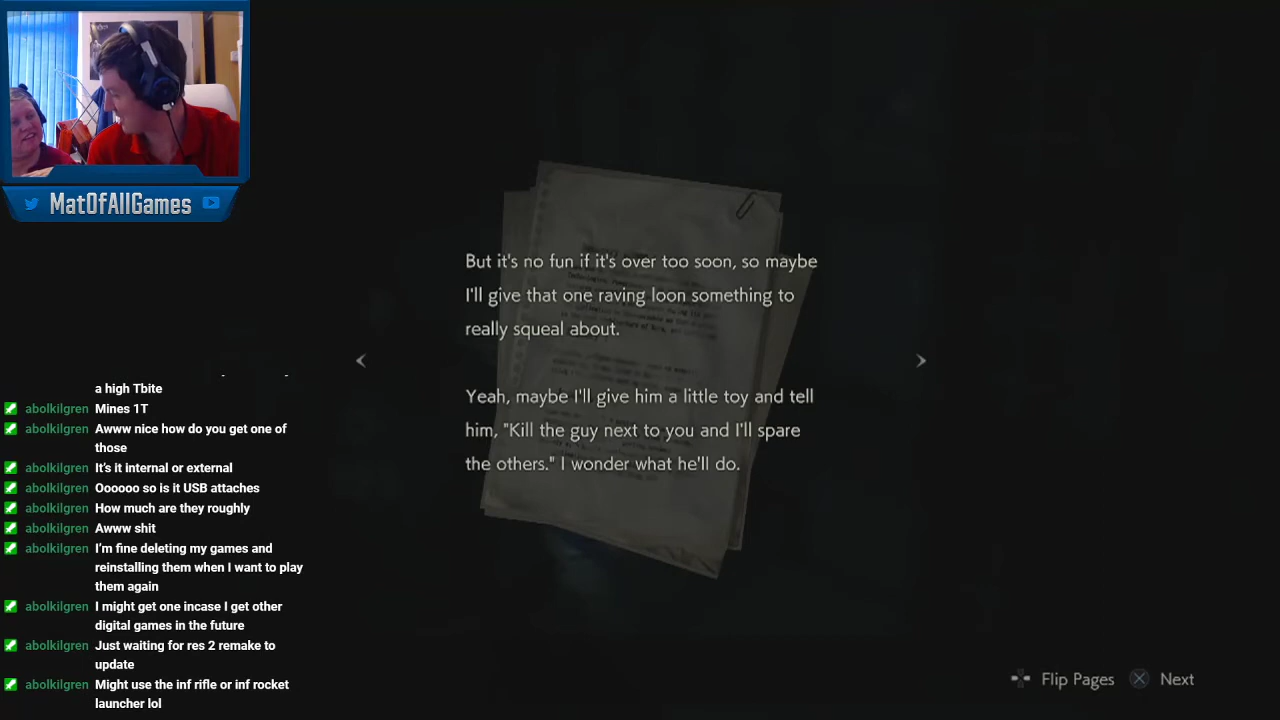 MatOfAllGames
a high Tbite
abolkilgren Mines 1T
abolkilgren Awww nice how do you get one of
those
abolkilgren It's it internal or external
abolkilgren Oooooo so is it USB attaches
abolkilgren How much are they roughly
abolkilgren Awww shit
abolkilgren I'm fine deleting my games and
reinstalling them when I want to play
them again
abolkilgren I might get one incase I get other
digital games in the future
abolkilgren Just waiting for res 2 remake to
update
abolkilgren Might use the inf rifle or inf rocket
launcher lol
But it's no fun if it's over too soon, so maybe
I'll give that one raving loon something to
really squeal about.
Yeah, maybe I'll give him a little toy and tell
him, "Kill the guy next to you and I'll spare
the others." I wonder what he'll do.
Flip Pages Next